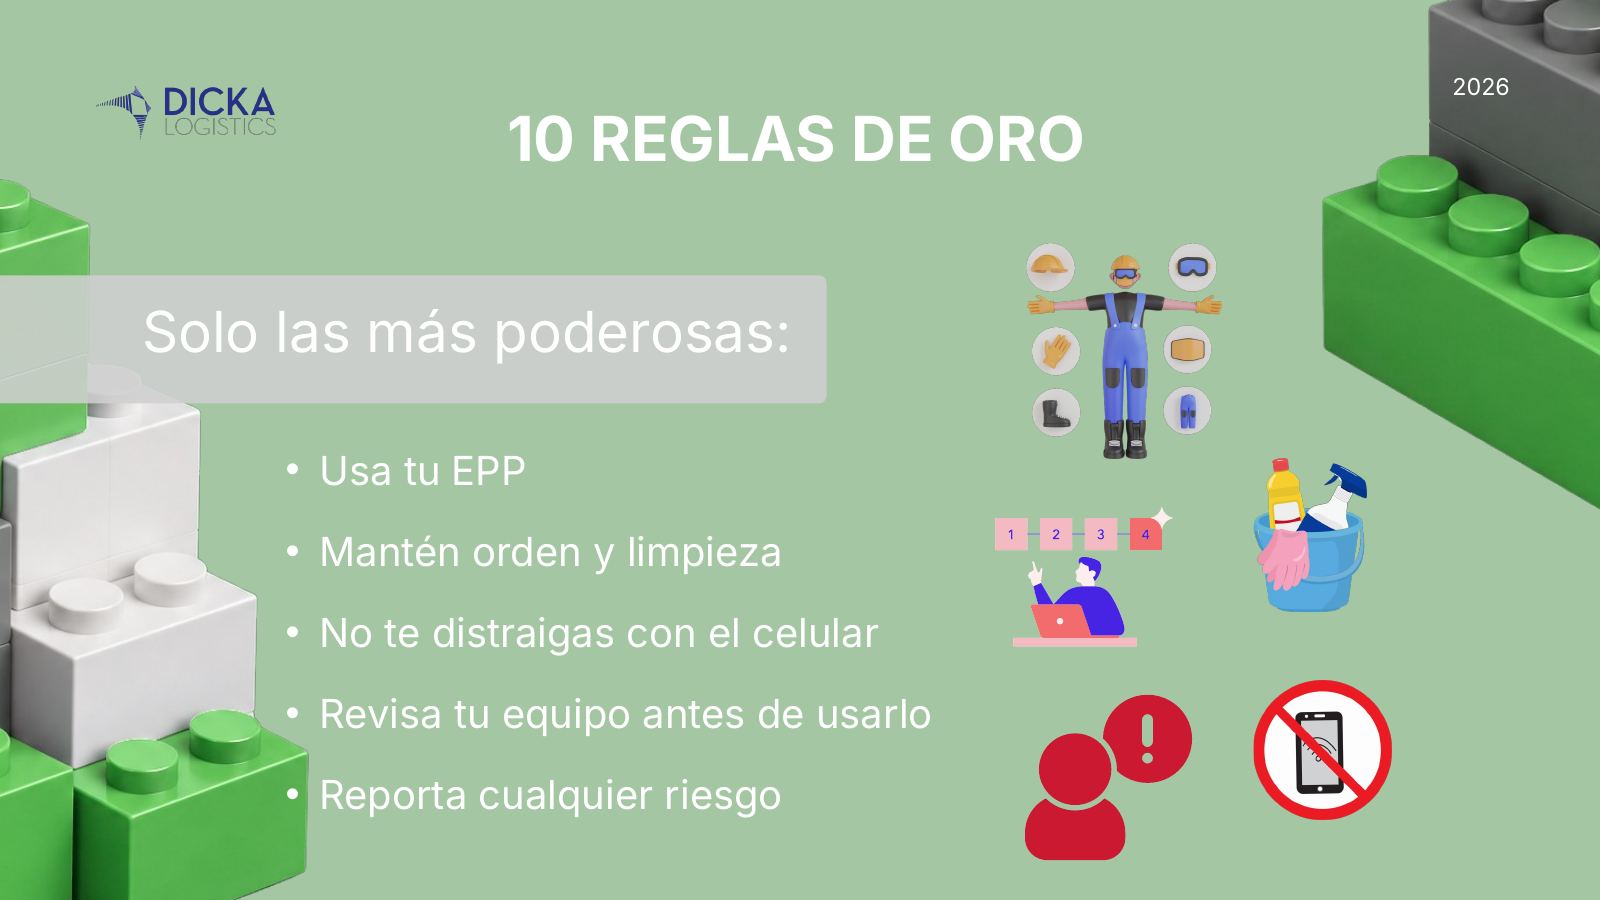 DICKA
LOGISTICS
2026
10 REGLAS DE ORO
Solo las más poderosas:
• Usa tu EPP
• Mantén orden y limpieza
• No te distraigas con el celular
• Revisa tu equipo antes de usarlo
• Reporta cualquier riesgo
1 2 3 4
!